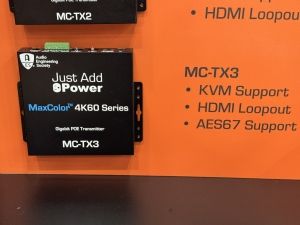 MC-TX2
• HDMI Loopout
Audio
Engineering
Society
Just Add
Power
MaxColor 4K60 Series
Gigabit POE Transmitter
MC-TX3
MC-TX3
• KVM Support
• HDMI Loopout
• AES67 Support